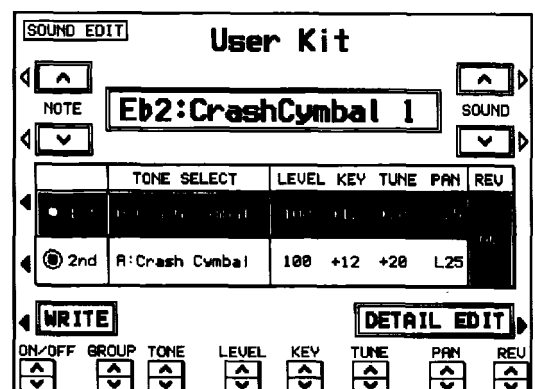 SOUND EDIT
User Kit
NOTE
Eb2:CrashCymbal 1
SOUND
TONE SELECT LEVEL KEY TUNE PAN REV
2nd A:Crash Cymbal 100 +12 +20 L25
WRITE
DETAIL EDIT
ON/OFF GROUP TONE LEVEL KEY TUNE PAN REV